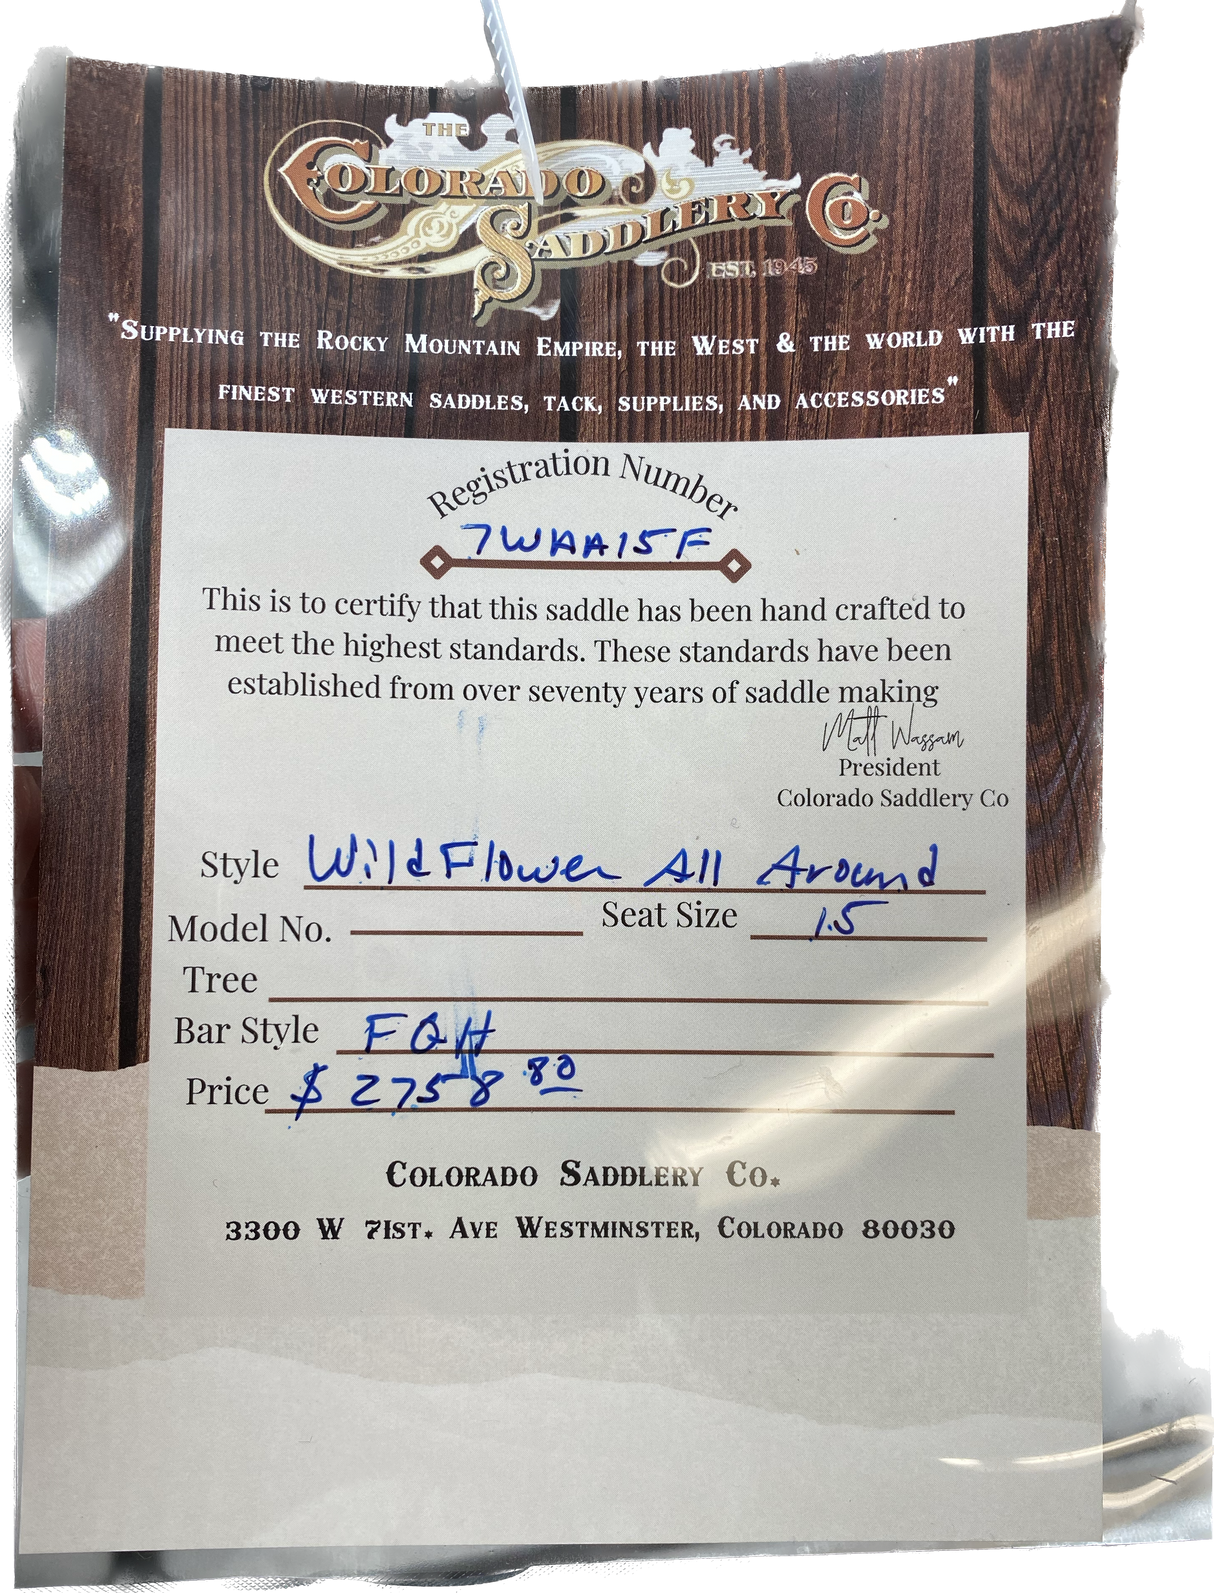 THE
COLORADO
SADDLERY CO.
EST. 1945
"SUPPLYING THE ROCKY MOUNTAIN EMPIRE, THE WEST & THE WORLD WITH THE
FINEST WESTERN SADDLES, TACK, SUPPLIES, AND ACCESSORIES"
Registration Number
7WAA15F
This is to certify that this saddle has been hand crafted to
meet the highest standards. These standards have been
established from over seventy years of saddle making
Matt Wassam
President
Colorado Saddlery Co
Style WildFlower All Around
Model No. Seat Size 15
Tree
Bar Style FQH
Price $ 2758.80
COLORADO SADDLERY CO.
3300 W 71ST. AVE WESTMINSTER, COLORADO 80030